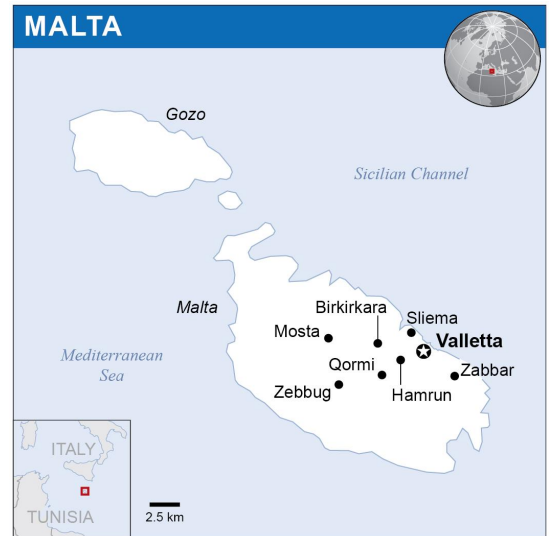 MALTA
Gozo
Sicilian Channel
Malta
Birkirkara
Sliema
Mosta
Valletta
Mediterranean
Sea
Qormi
Zabbar
Zebbug
Hamrun
ITALY
TUNISIA
2.5 km